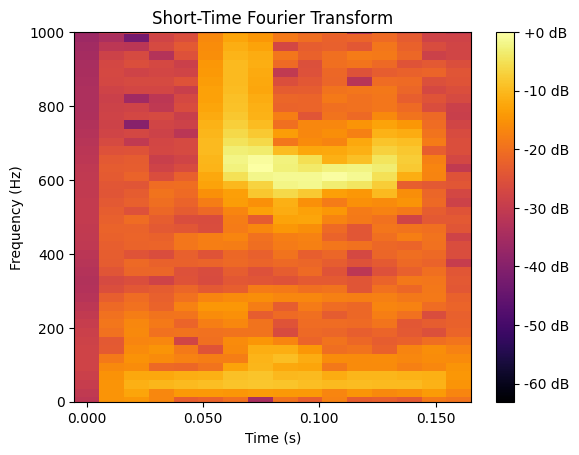 Short-Time Fourier Transform
1000
800
600
400
200
0
Frequency (Hz)
0.000
0.050
0.100
0.150
Time (s)
+0 dB
-10 dB
-20 dB
-30 dB
-40 dB
-50 dB
-60 dB